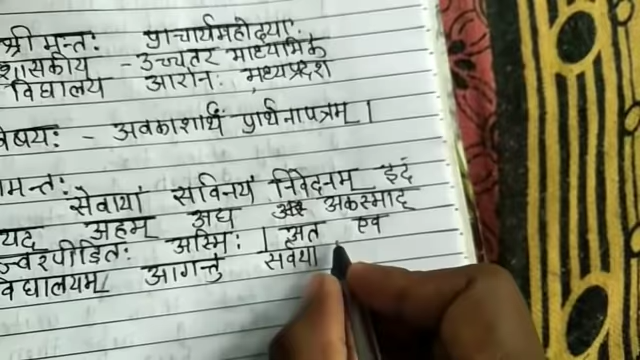 श्रीमन्तः प्राचार्यमहोदयाः
शासकीय - उच्चतर माध्यमिक
विद्यालय आरोनः मध्यप्रदेश
वेषयः - अवकाशार्थं प्रार्थनापत्रम् ।
मन्तः
सेवायां सविनयं निवेदनम् इदं
यद् अहम् अद्य अकस्माद्
ज्वरपीडितः अस्मिः । अत एव
विद्यालयम् आगन्तुं सर्वथा